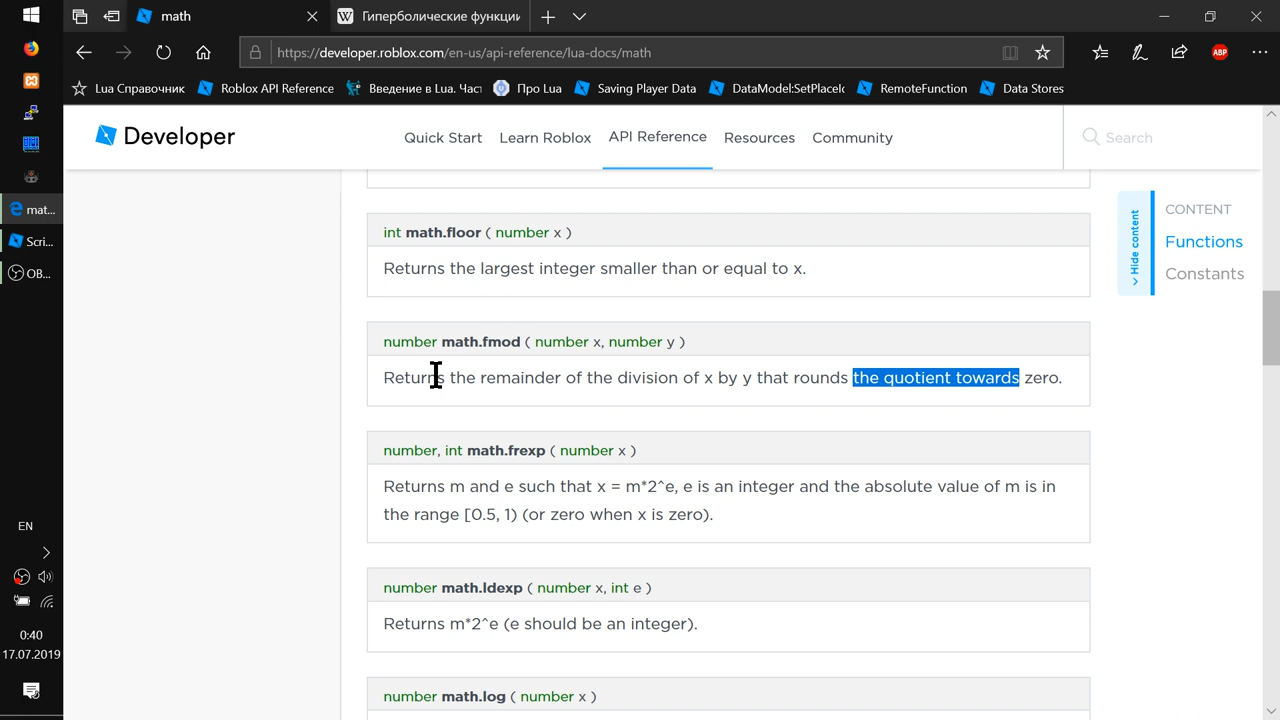 math
Гиперболические функции
https://developer.roblox.com/en-us/api-reference/lua-docs/math
ABP
Lua Справочник
Roblox API Reference
Введение в Lua. Част
Про Lua
Saving Player Data
DataModel:SetPlaceId
RemoteFunction
Data Stores
Developer
Quick Start
Learn Roblox
API Reference
Resources
Community
Search
int math.floor ( number x )
Returns the largest integer smaller than or equal to x.
number math.fmod ( number x, number y )
Returns the remainder of the division of x by y that rounds the quotient towards zero.
number, int math.frexp ( number x )
Returns m and e such that x = m*2^e, e is an integer and the absolute value of m is in
the range [0.5, 1) (or zero when x is zero).
number math.ldexp ( number x, int e )
Returns m*2^e (e should be an integer).
number math.log ( number x )
Hide content
CONTENT
Functions
Constants
mat...
Scri...
OB...
EN
0:40
17.07.2019